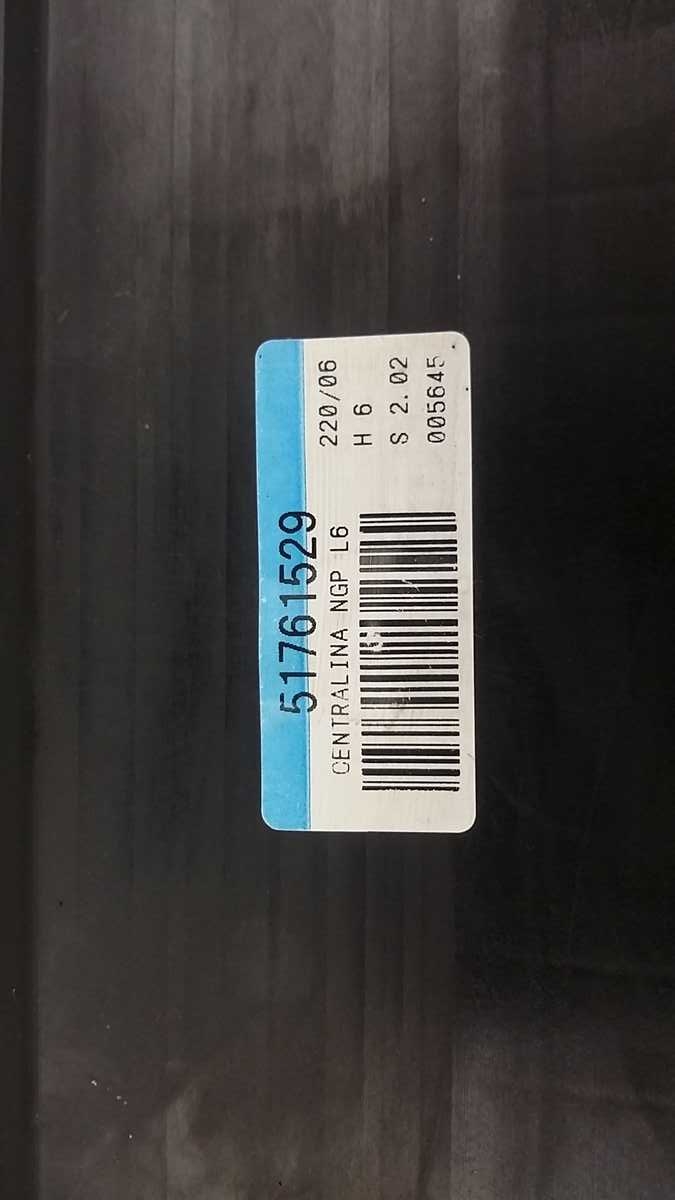 51761529
CENTRALINA NGP L6
220/06
H 6
S 2.02
005645